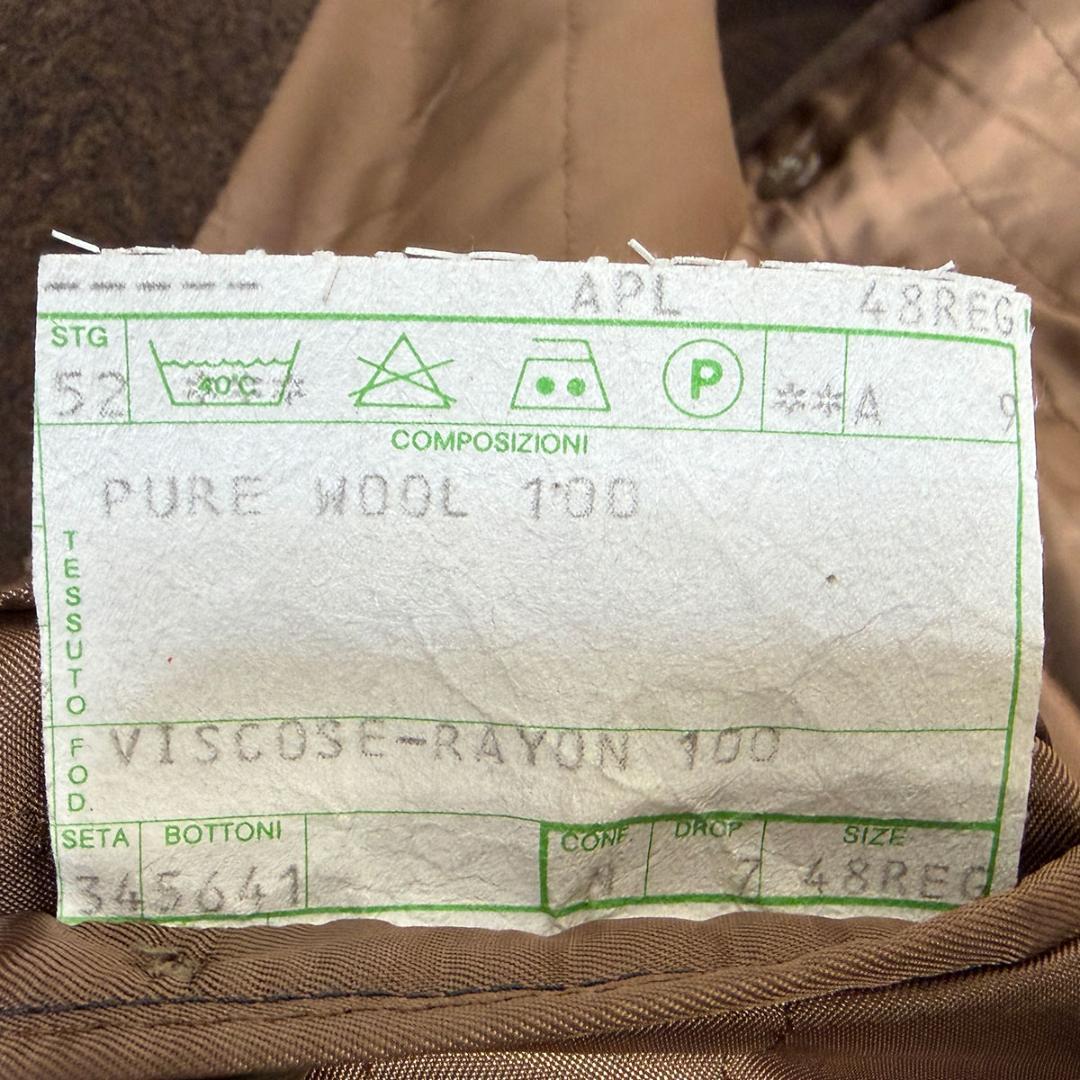 ----- APL 48REG
STG
52 40°C *** P ** A 9
COMPOSIZIONI
PURE WOOL 100
TESSUTO
VISCOSE-RAYON 100
FOD.
SETA BOTTONI CONF. DROP SIZE
345641 7 48REG